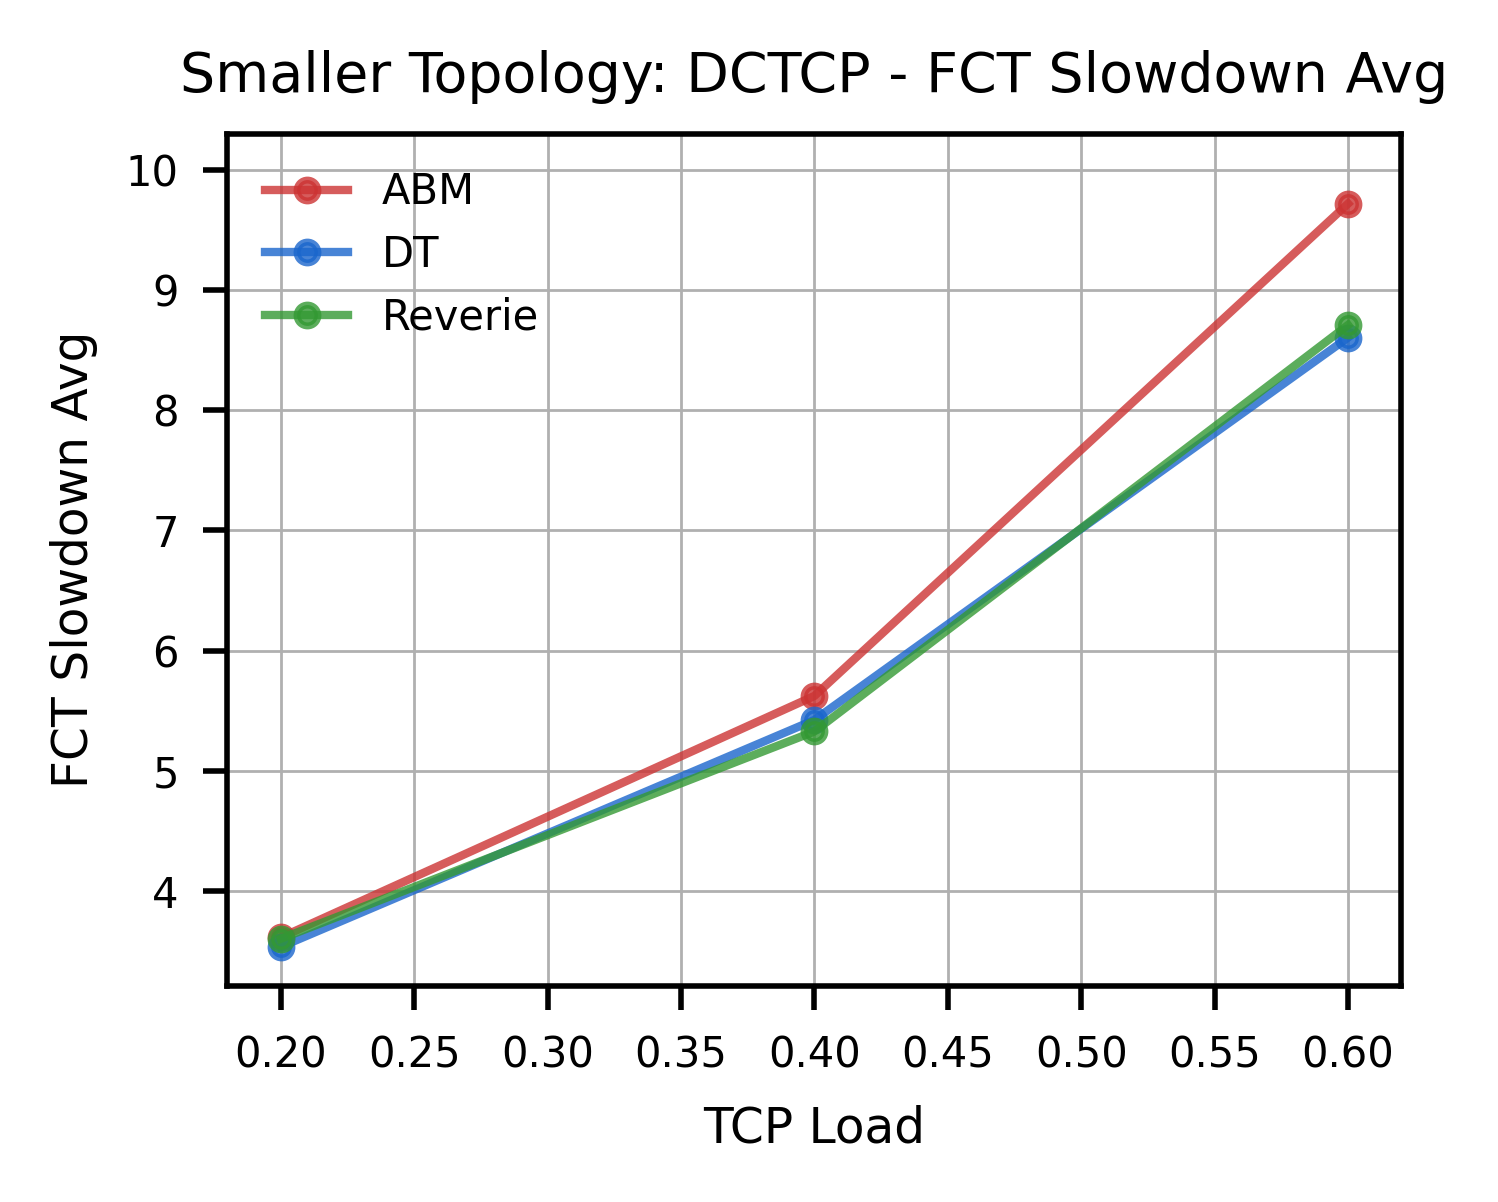 Smaller Topology: DCTCP - FCT Slowdown Avg
ABM
DT
Reverie
FCT Slowdown Avg
10
9
8
7
6
5
4
0.20 0.25 0.30 0.35 0.40 0.45 0.50 0.55 0.60
TCP Load